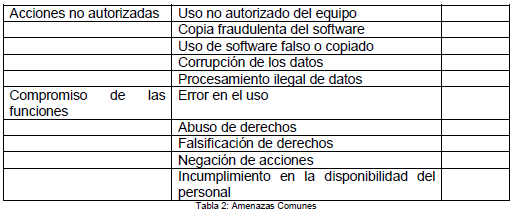 Acciones no autorizadas Uso no autorizado del equipo
Copia fraudulenta del software
Uso de software falso o copiado
Corrupción de los datos
Procesamiento ilegal de datos
Compromiso de las Error en el uso
funciones
Abuso de derechos
Falsificación de derechos
Negación de acciones
Incumplimiento en la disponibilidad del
personal
Tabla 2: Amenazas Comunes